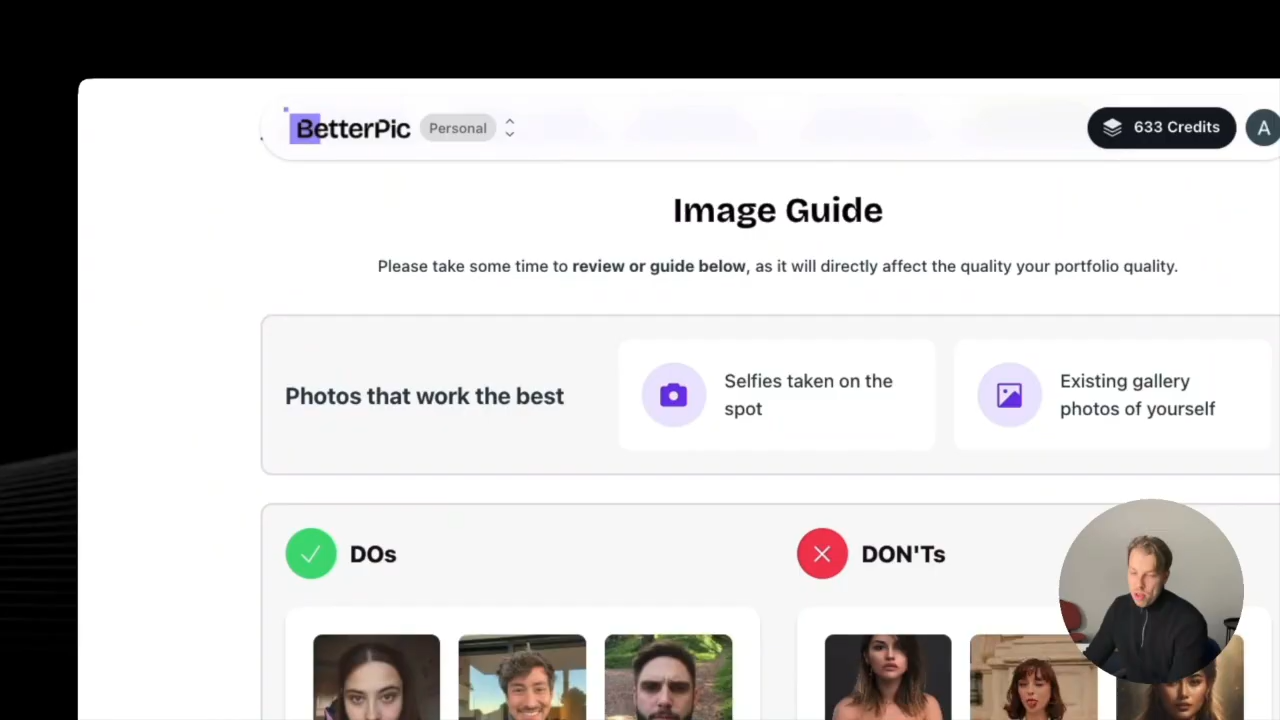 BetterPic
Personal
633 Credits
A
Image Guide
Please take some time to review or guide below, as it will directly affect the quality your portfolio quality.
Photos that work the best
Selfies taken on the
spot
Existing gallery
photos of yourself
DOs
DON'Ts